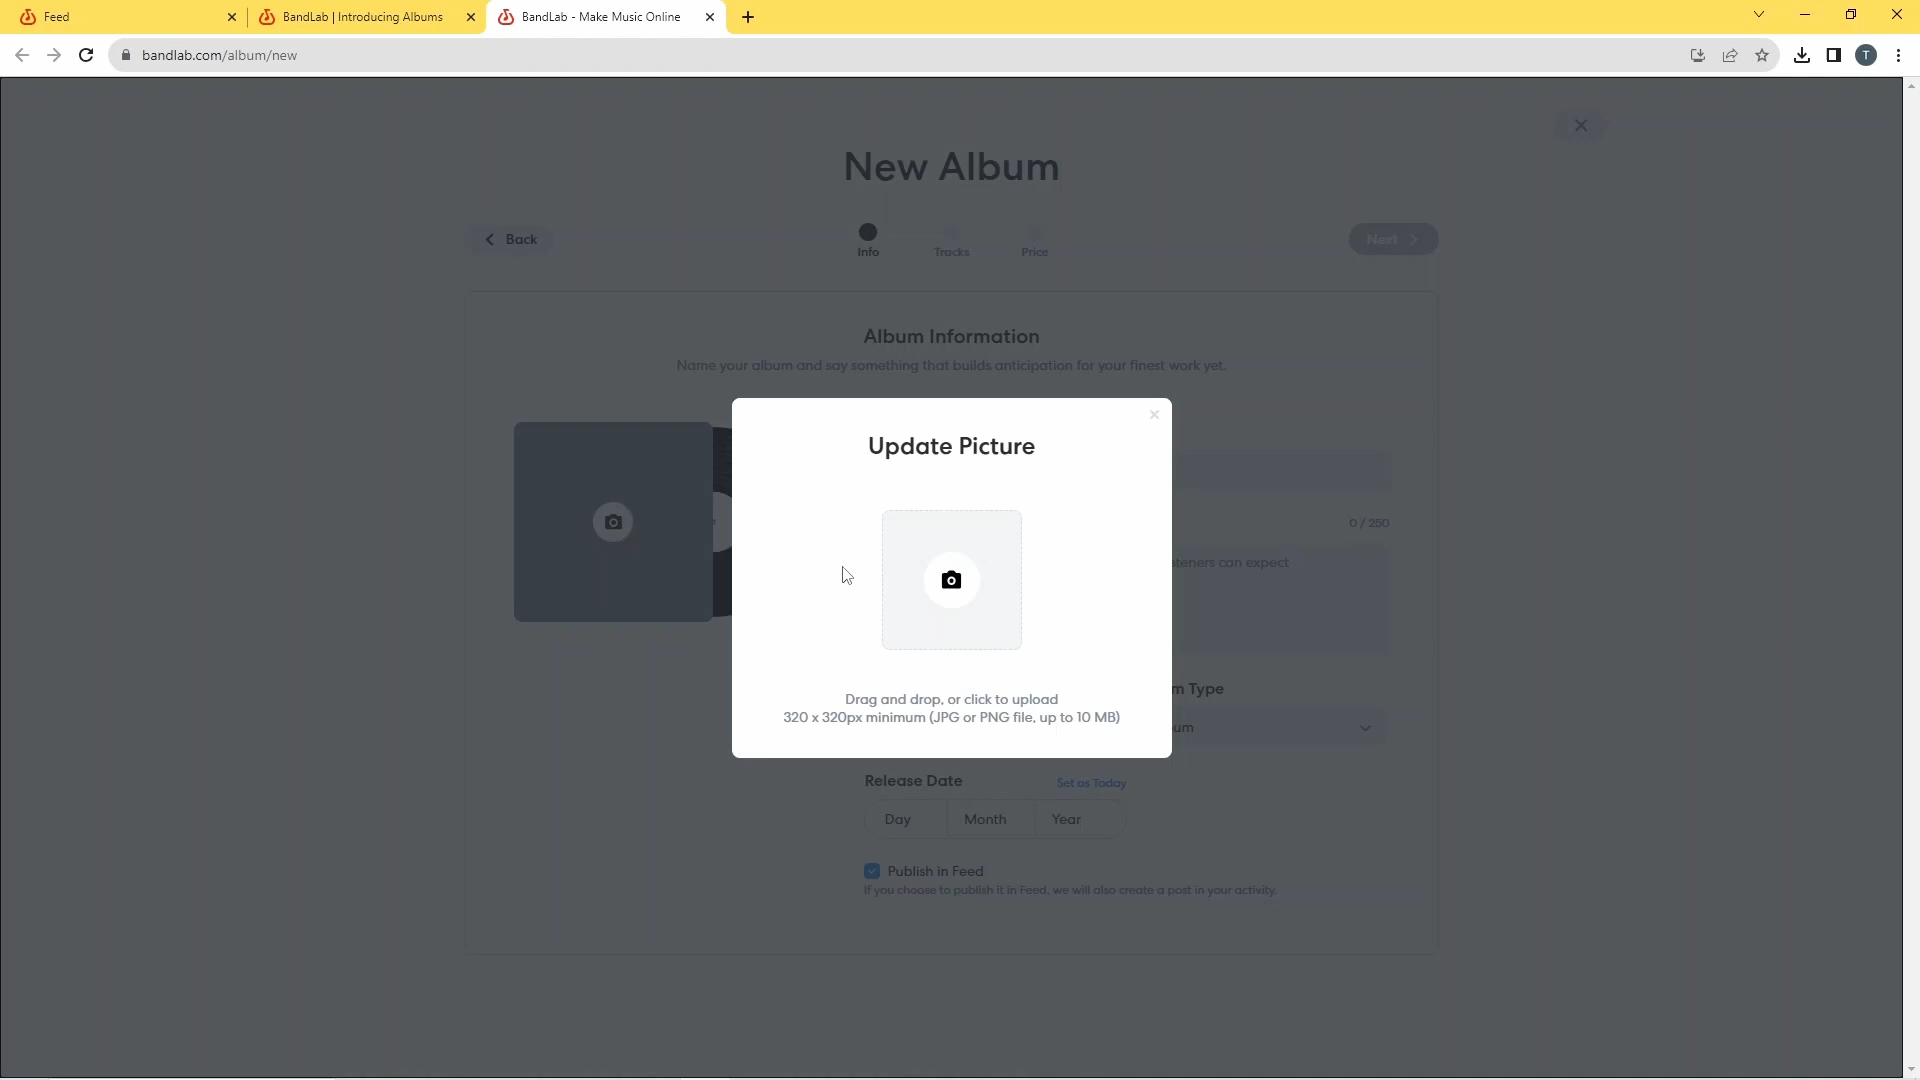 Feed
BandLab | Introducing Albums
BandLab - Make Music Online
bandlab.com/album/new
T
New Album
Back
Info
Tracks
Price
Next
Album Information
Name your album and say something that builds anticipation for your finest work yet.
Update Picture
0 / 250
steners can expect
Drag and drop, or click to upload
320 x 320px minimum (JPG or PNG file, up to 10 MB)
m Type
um
Release Date
Set as Today
Day
Month
Year
Publish in Feed
If you choose to publish it in Feed, we will also create a post in your activity.